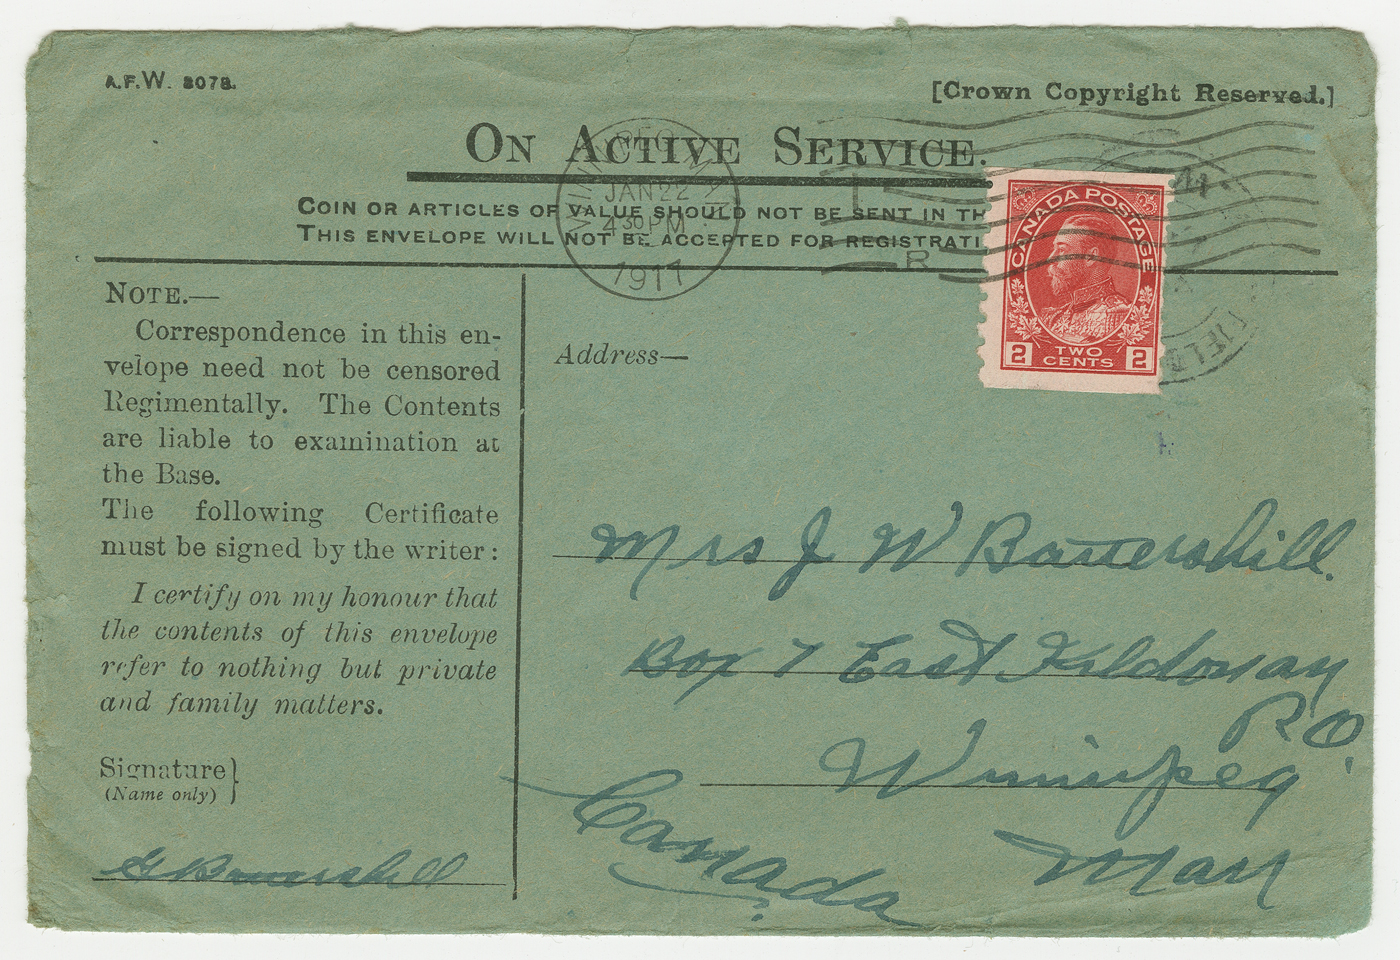 A.F.W. 3078.
[Crown Copyright Reserved.]
ON ACTIVE SERVICE.
COIN OR ARTICLES OF VALUE SHOULD NOT BE SENT IN TH
THIS ENVELOPE WILL NOT BE ACCEPTED FOR REGISTRATI
WINNIPEG MAN
JAN 22
4 30 PM
1917
R
CANADA POSTAGE
2 TWO CENTS 2
NOTE.—
Correspondence in this en-
velope need not be censored
Regimentally. The Contents
are liable to examination at
the Base.
The following Certificate
must be signed by the writer:
I certify on my honour that
the contents of this envelope
refer to nothing but private
and family matters.
Signature}
(Name only)
G Battershill
Address—
Mrs J W Battershill.
Box 7 East Kildonan
P.O.
Winnipeg
Man
Canada